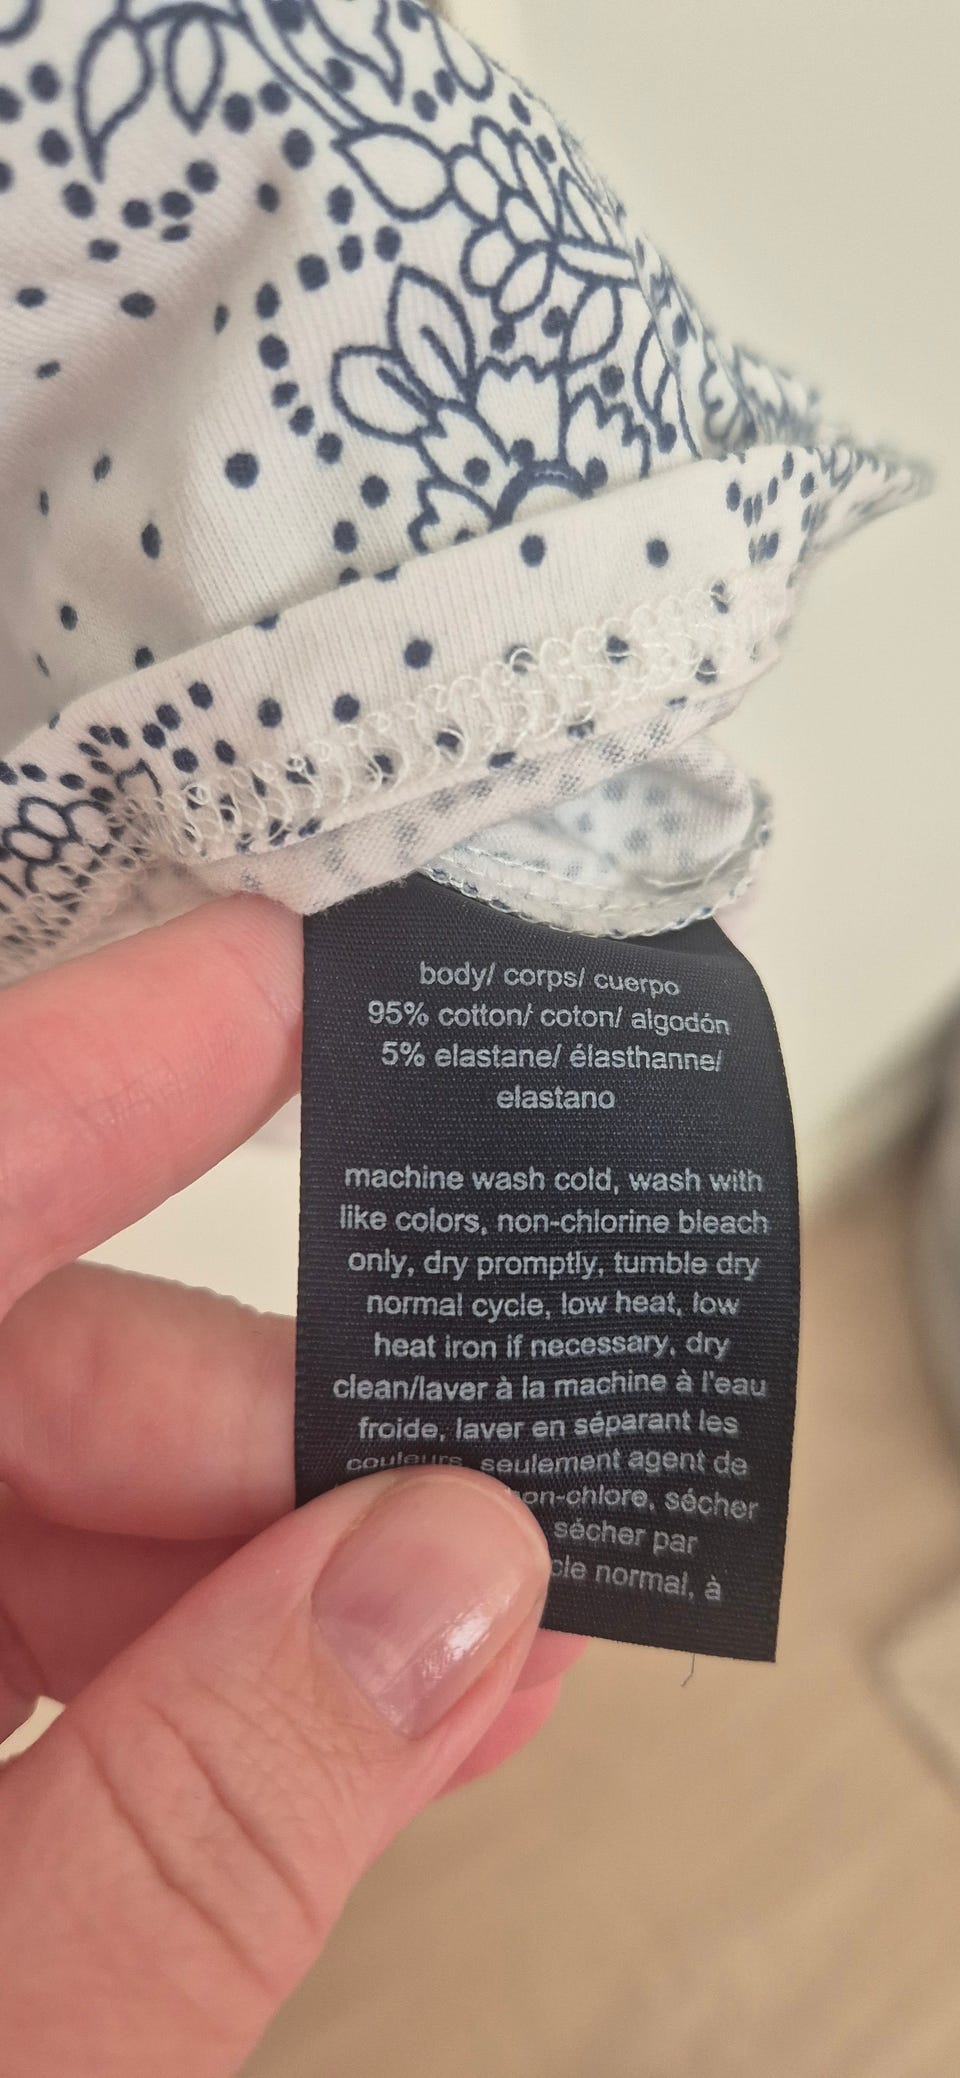 body/ corps/ cuerpo
95% cotton/ coton/ algodón
5% elastane/ élasthanne/
elastano
machine wash cold, wash with
like colors, non-chlorine bleach
only, dry promptly, tumble dry
normal cycle, low heat, low
heat iron if necessary, dry
clean/laver à la machine à l'eau
froide, laver en séparant les
couleurs, seulement agent de
non-chlore, sécher
sécher par
normal, à